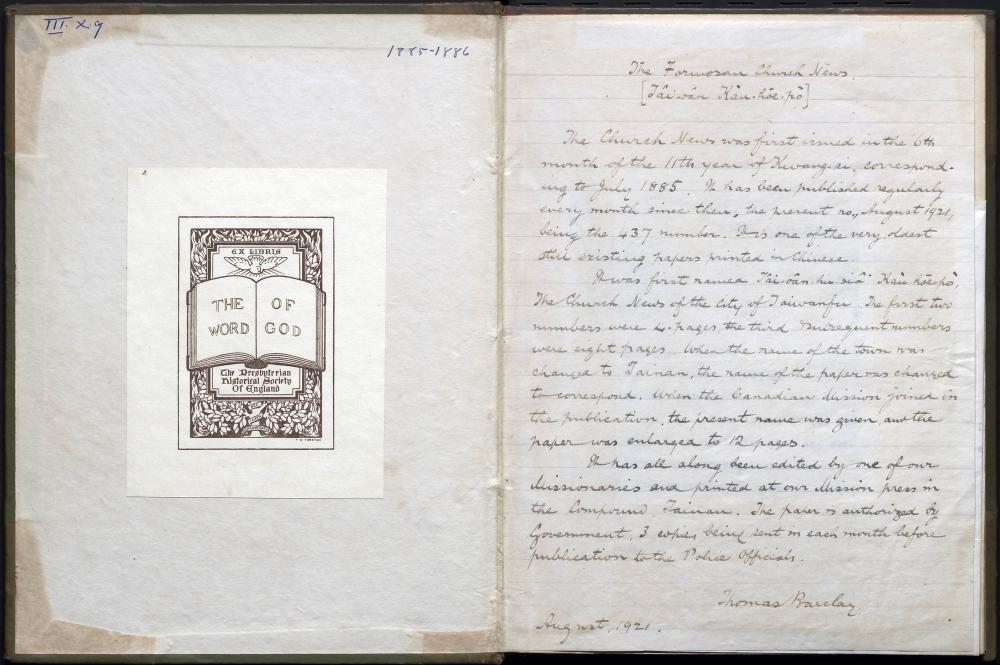 III. X. 9
1885-1886
EX LIBRIS
THE WORD
OF GOD
The Presbyterian
Historical Society
Of England
The Formosan Church News.
[Tâi-oân Kàu-hōe-pò]
The Church News was first issued in the 6th
month of the 11th year of Kwang-si, correspond-
ing to July 1885. It has been published regularly
every month since then, the present no., August 1921,
being the 437 number. It is one of the very oldest
still existing papers printed in Chinese.
It was first named Tâi-oân-hú-siâⁿ Kàu-hōe-pò,
The Church News of the City of Taiwanfu. The first two
numbers were 4-pages, the third & subsequent numbers
were eight pages. When the name of the town was
changed to Tainan, the name of the paper was changed
to correspond. When the Canadian Mission joined in
the publication, the present name was given, and the
paper was enlarged to 12 pages.
It has all along been edited by one of our
Missionaries and printed at our Mission press in
the Compound, Tainan. The paper is authorized by
Government, 3 copies being sent in each month before
publication to the Police Officials.
Thomas Barclay
August, 1921.